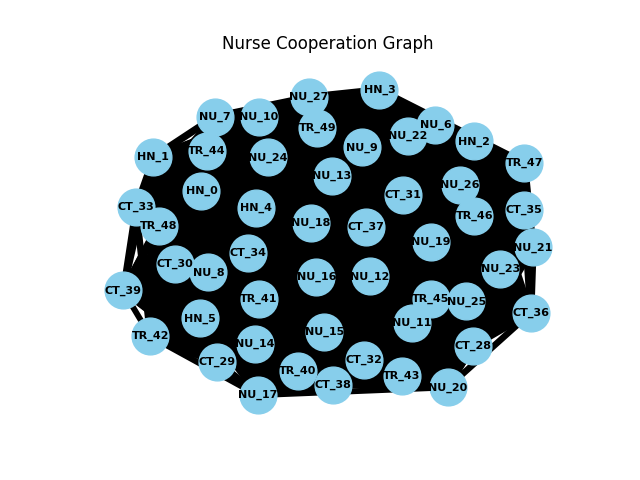 Nurse Cooperation Graph
HN_3
NU_27
NU_7
NU_10
NU_6
TR_49
NU_22
HN_2
NU_9
TR_44
HN_1
NU_24
TR_47
NU_13
NU_26
HN_0
CT_31
CT_33
HN_4
CT_35
TR_46
NU_18
TR_48
CT_37
NU_19
NU_21
CT_34
CT_30
NU_23
NU_8
NU_16
NU_12
CT_39
TR_41
TR_45
NU_25
CT_36
HN_5
NU_11
NU_15
TR_42
NU_14
CT_28
CT_32
CT_29
TR_40
TR_43
CT_38
NU_20
NU_17